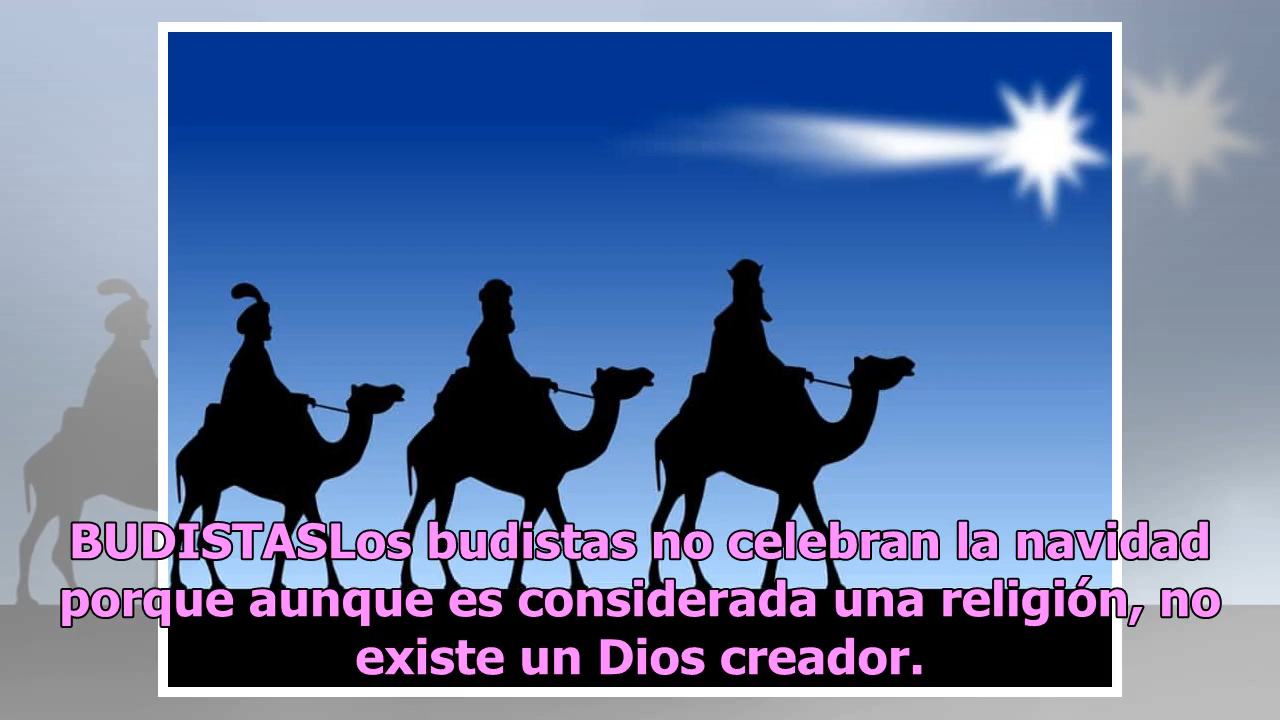 BUDISTASLos budistas no celebran la navidad
porque aunque es considerada una religión, no
existe un Dios creador.